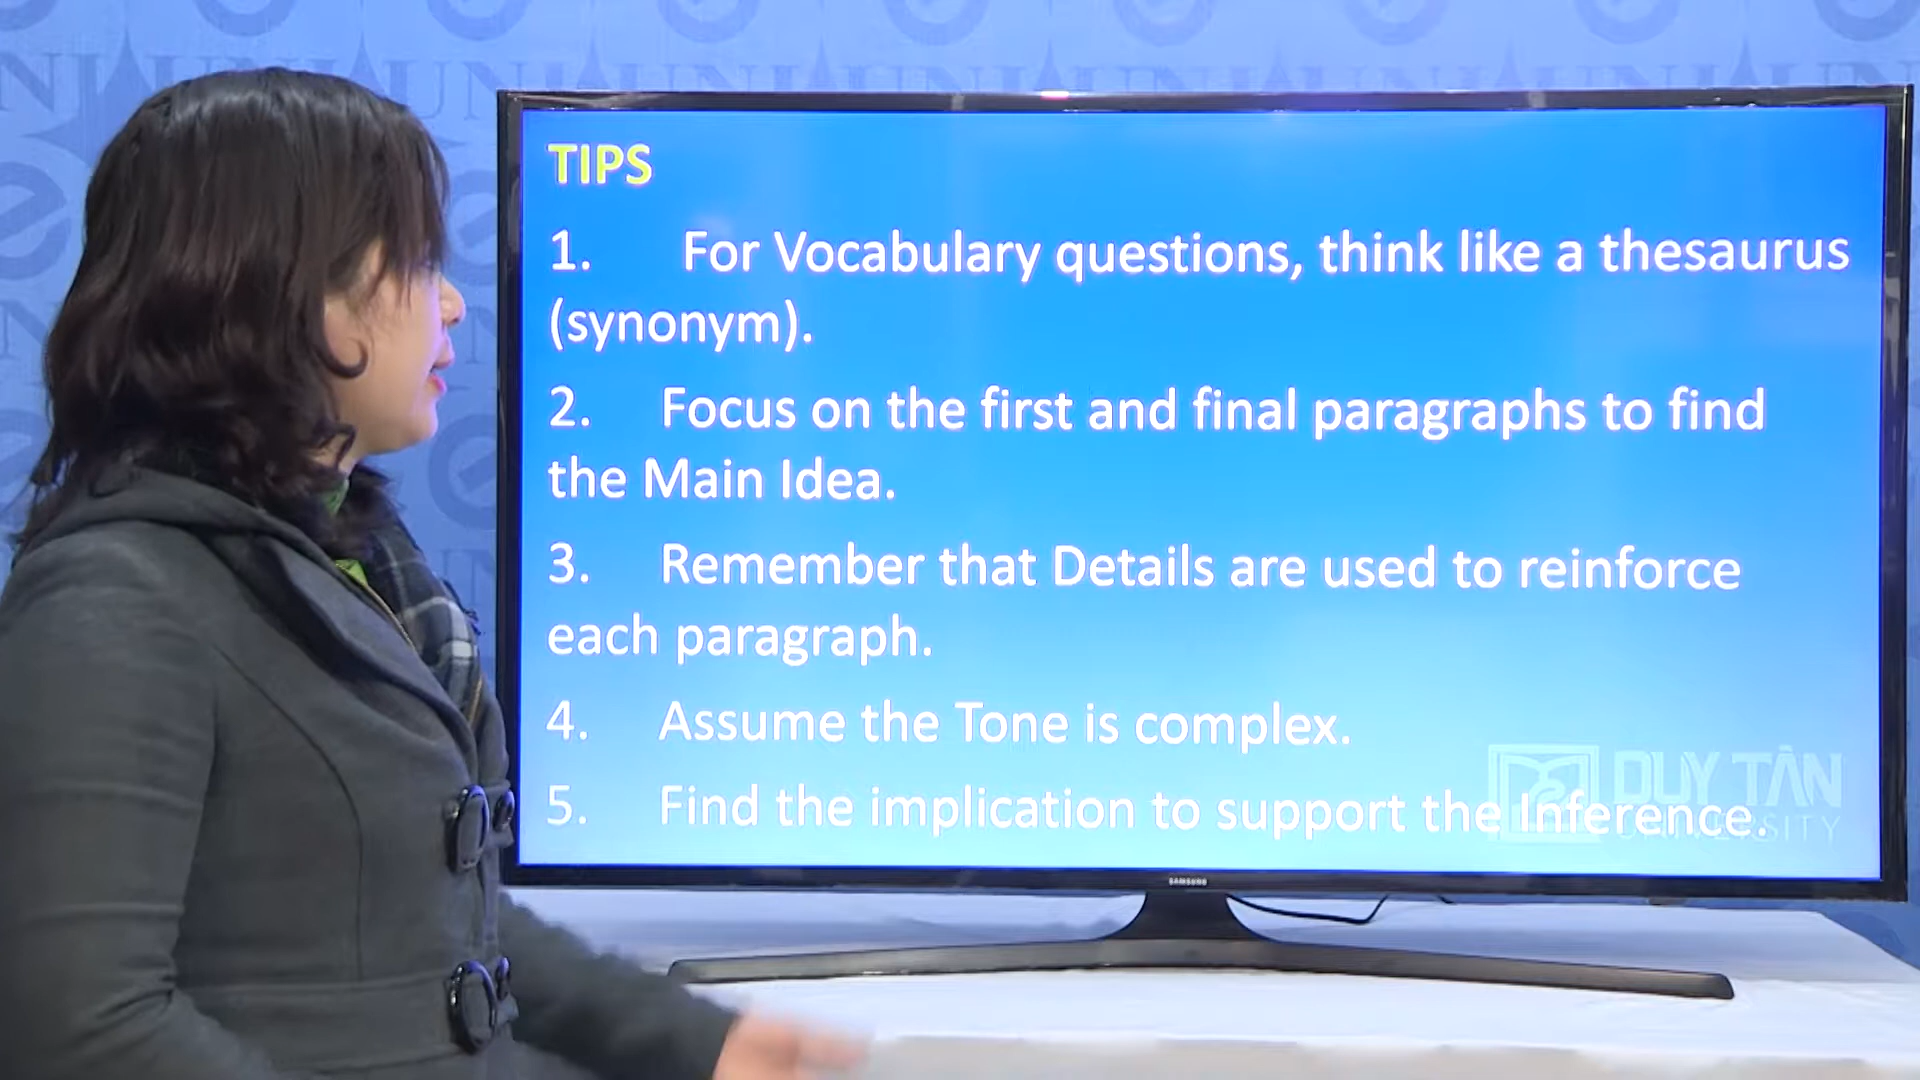 TIPS
1. For Vocabulary questions, think like a thesaurus
(synonym).
2. Focus on the first and final paragraphs to find
the Main Idea.
3. Remember that Details are used to reinforce
each paragraph.
4. Assume the Tone is complex.
5. Find the implication to support the Inference.
DUY TÂN
UNIVERSITY
SAMSUNG